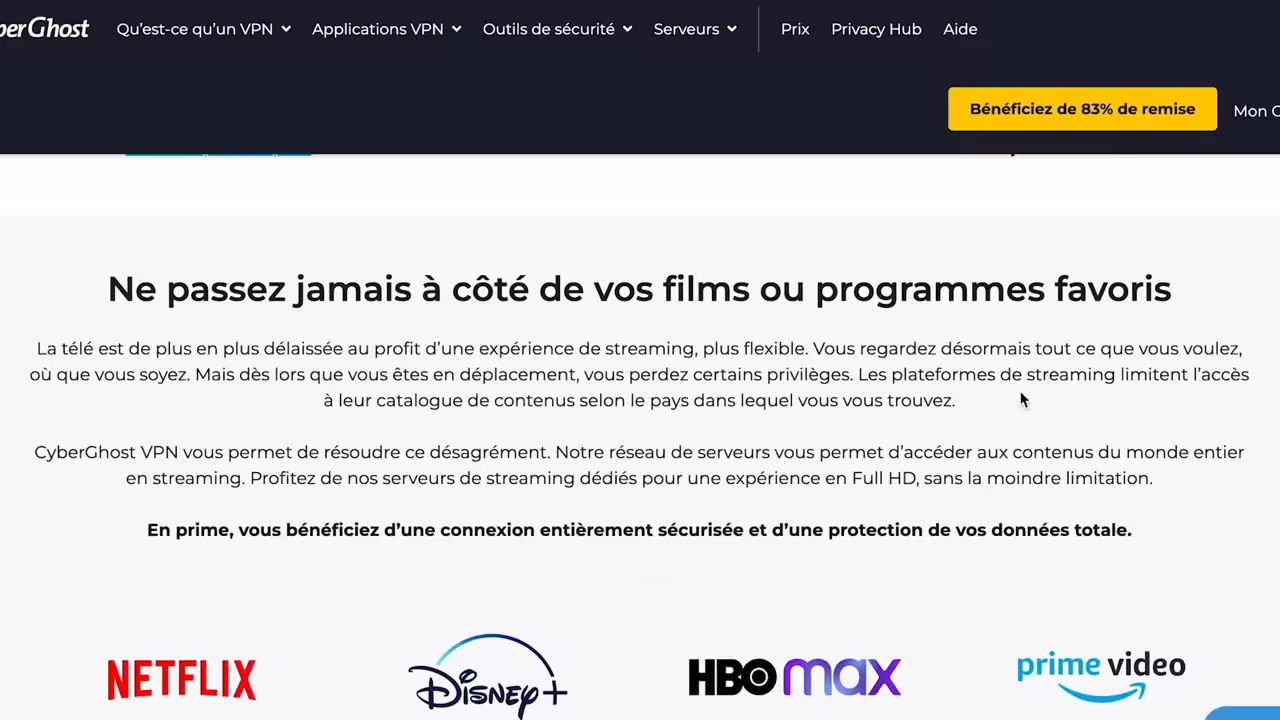 perGhost
Qu’est-ce qu’un VPN
Applications VPN
Outils de sécurité
Serveurs
Prix
Privacy Hub
Aide
Bénéficiez de 83% de remise
Mon C
Ne passez jamais à côté de vos films ou programmes favoris
La télé est de plus en plus délaissée au profit d’une expérience de streaming, plus flexible. Vous regardez désormais tout ce que vous voulez,
où que vous soyez. Mais dès lors que vous êtes en déplacement, vous perdez certains privilèges. Les plateformes de streaming limitent l’accès
à leur catalogue de contenus selon le pays dans lequel vous vous trouvez.
CyberGhost VPN vous permet de résoudre ce désagrément. Notre réseau de serveurs vous permet d’accéder aux contenus du monde entier
en streaming. Profitez de nos serveurs de streaming dédiés pour une expérience en Full HD, sans la moindre limitation.
En prime, vous bénéficiez d’une connexion entièrement sécurisée et d’une protection de vos données totale.
NETFLIX
Disney+
HBO max
prime video